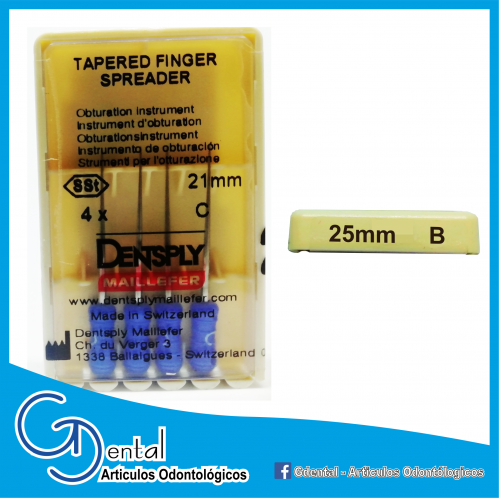 TAPERED FINGER
SPREADER
Obturation instrument
Instrument d'obturation
Obturationsinstrument
Instrumento de obturación
Strumenti per l'otturazione
SSt
21mm
4 x
C
DENTSPLY
MAILLEFER
www.dentsplymaillefer.com
Made in Switzerland
Dentsply Maillefer
Ch. du Verger 3
1338 Ballaigues - Switzerland
25mm B
GDental
Articulos Odontológicos
f Gdental - Articulos Odontólogicos